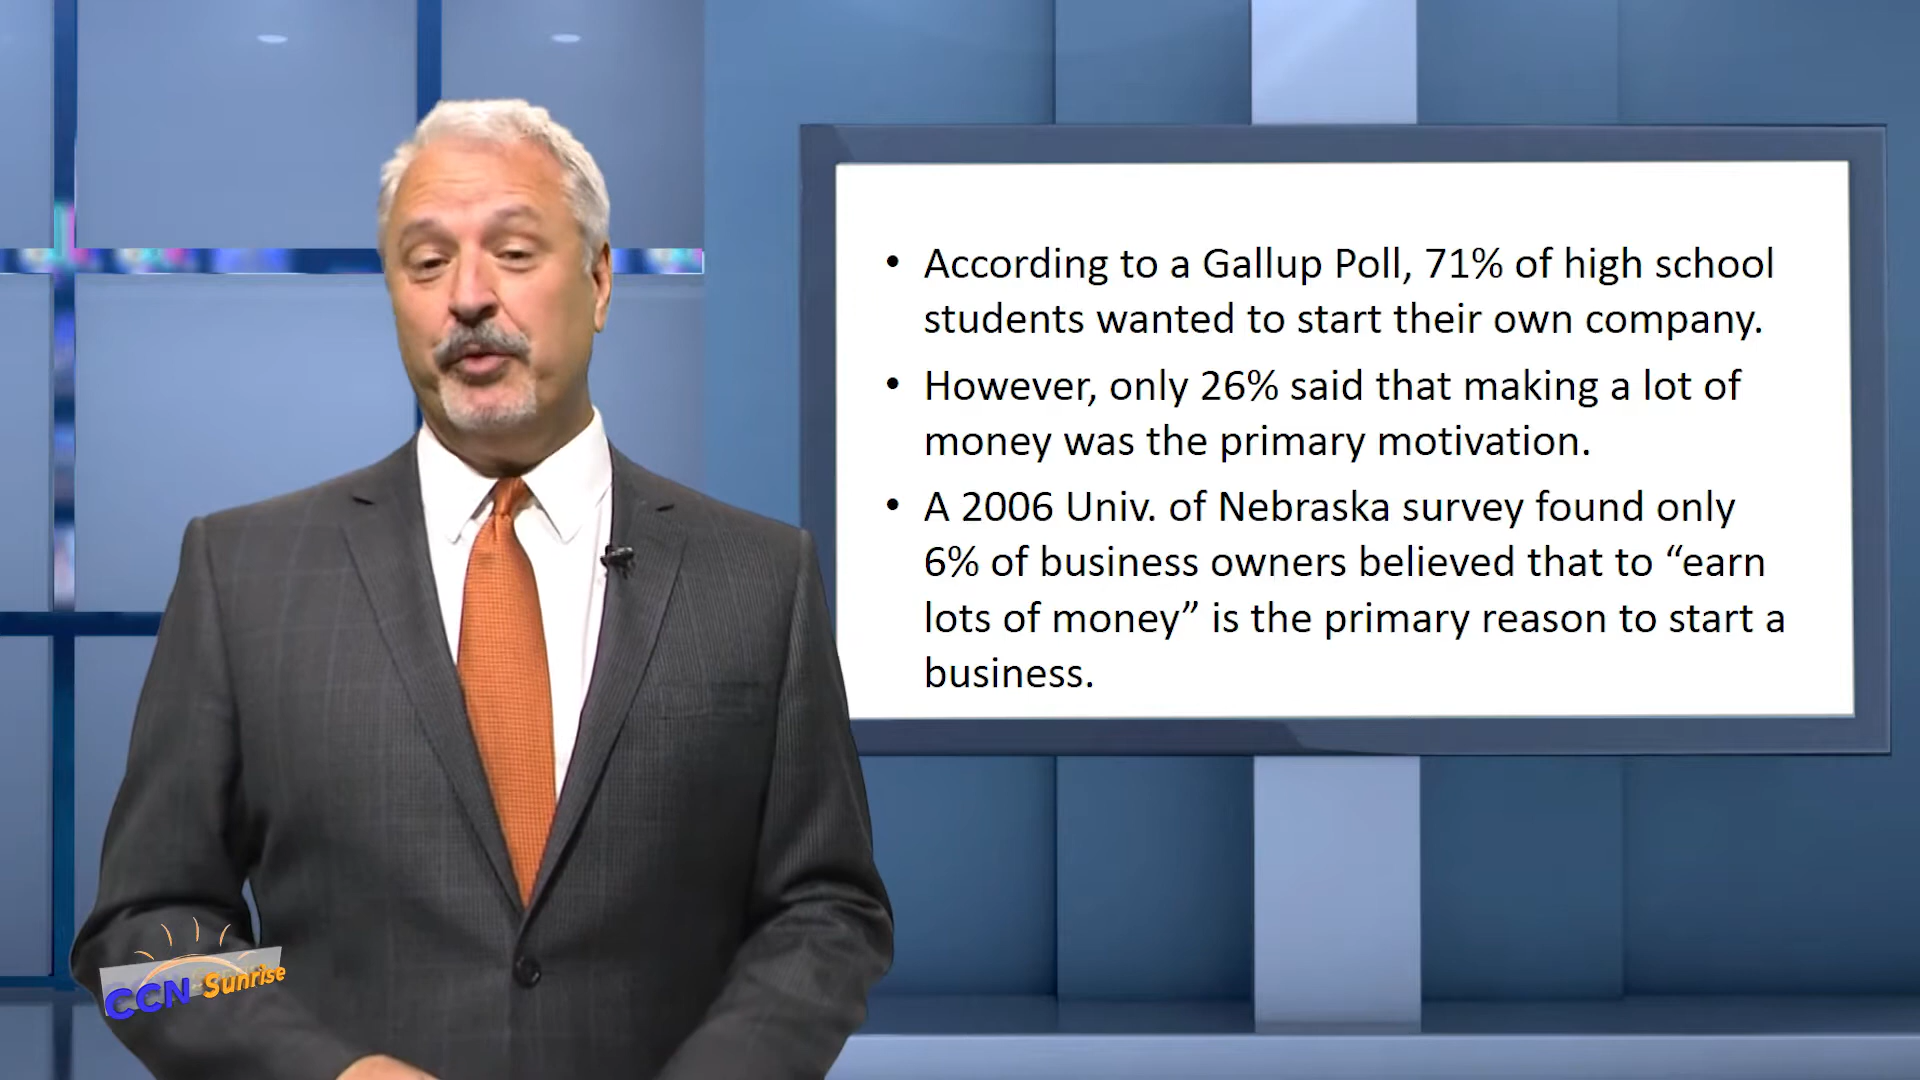 • According to a Gallup Poll, 71% of high school
students wanted to start their own company.
• However, only 26% said that making a lot of
money was the primary motivation.
• A 2006 Univ. of Nebraska survey found only
6% of business owners believed that to “earn
lots of money” is the primary reason to start a
business.
CCN Sunrise